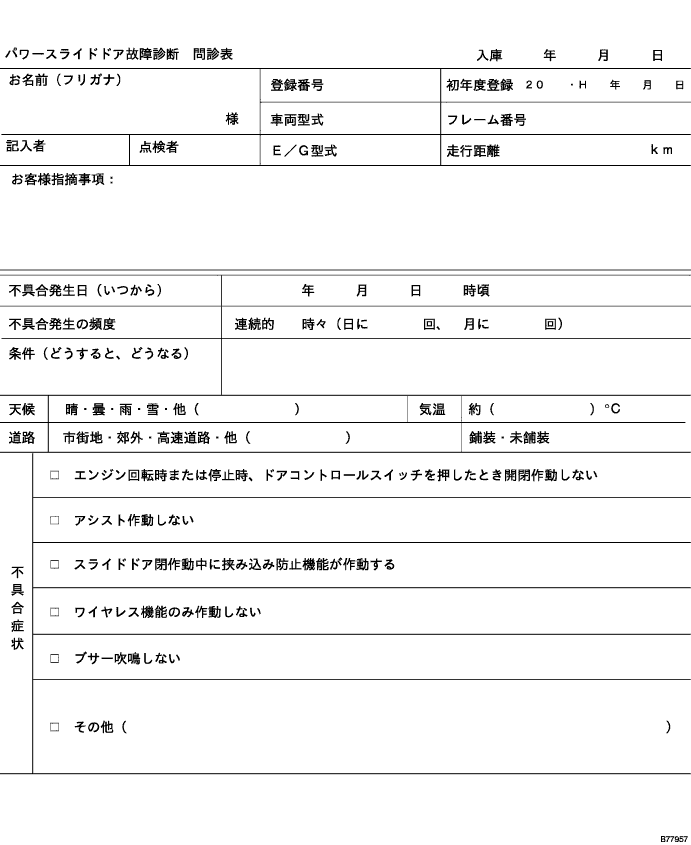 パワースライドドア故障診断　問診表　入庫　年　月　日
お名前（フリガナ）　登録番号　初年度登録　２０　・Ｈ　年　月　日
様　車両型式　フレーム番号
記入者　点検者　Ｅ／Ｇ型式　走行距離　ｋｍ
お客様指摘事項：
不具合発生日（いつから）　年　月　日　時頃
不具合発生の頻度　連続的　時々（日に　回、　月に　回）
条件（どうすると、どうなる）
天候　晴・曇・雨・雪・他（　）　気温　約（　）℃
道路　市街地・郊外・高速道路・他（　）　舗装・未舗装
不具合症状
□　エンジン回転時または停止時、ドアコントロールスイッチを押したとき開閉作動しない
□　アシスト作動しない
□　スライドドア閉作動中に挟み込み防止機能が作動する
□　ワイヤレス機能のみ作動しない
□　ブザー吹鳴しない
□　その他（　）
B77957